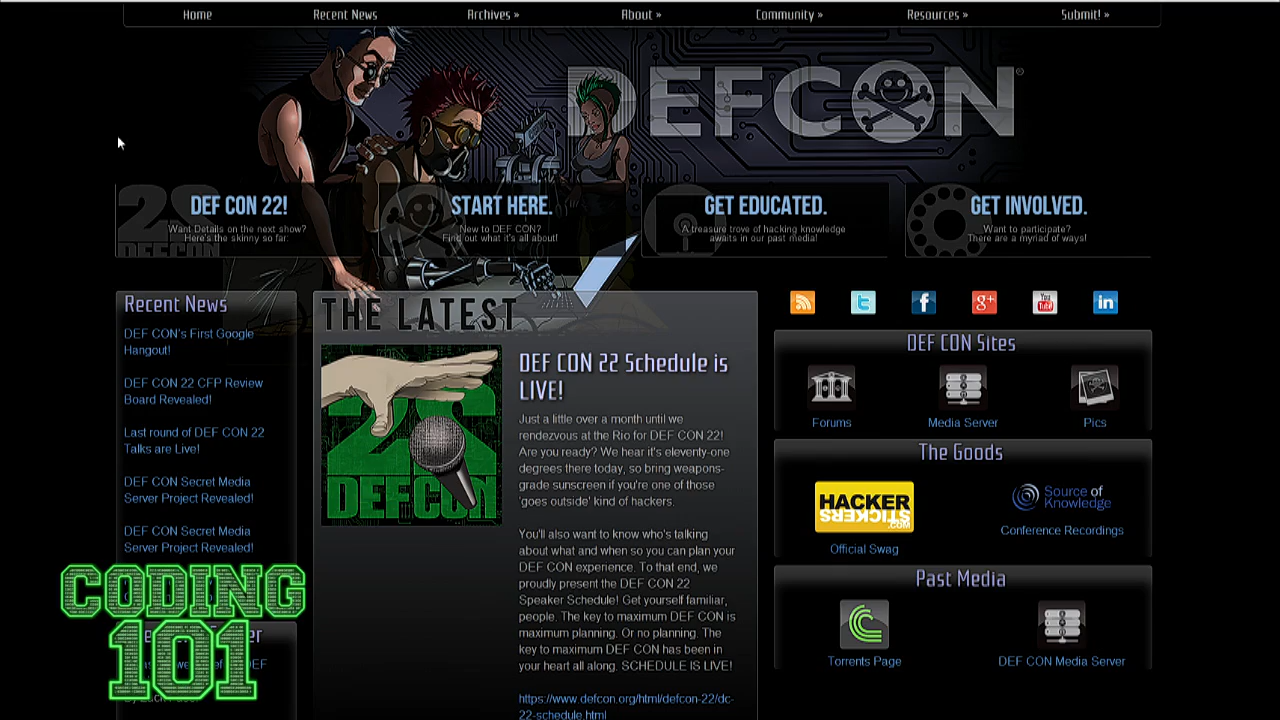 Home
Recent News
Archives »
About »
Community »
Resources »
Submit! »
DEFCON®
DEF CON 22!
Want Details on the next show?
Here's the skinny so far:
START HERE.
New to DEF CON?
Find out what it's all about!
GET EDUCATED.
A treasure trove of hacking knowledge
awaits in our past media!
GET INVOLVED.
Want to participate?
There are a myriad of ways!
22
DEFCON
Recent News
DEF CON's First Google
Hangout!
DEF CON 22 CFP Review
Board Revealed!
Last round of DEF CON 22
Talks are Live!
DEF CON Secret Media
Server Project Revealed!
DEF CON Secret Media
Server Project Revealed!
CODING
101
THE LATEST
22
DEFCON
DEF CON 22 Schedule is
LIVE!
Just a little over a month until we
rendezvous at the Rio for DEF CON 22!
Are you ready? We hear it's eleventy-one
degrees there today, so bring weapons-
grade sunscreen if you're one of those
'goes outside' kind of hackers.
You'll also want to know who's talking
about what and when so you can plan your
DEF CON experience. To that end, we
proudly present the DEF CON 22
Speaker Schedule! Get yourself familiar,
people. The key to maximum DEF CON is
maximum planning. Or no planning. The
key to maximum DEF CON has been in
your heart all along. SCHEDULE IS LIVE!
https://www.defcon.org/html/defcon-22/dc-
22-schedule.html
You Tube
DEF CON Sites
Forums
Media Server
Pics
The Goods
HACKER
STICKERS
.COM
Official Swag
Source of
Knowledge
Conference Recordings
Past Media
Torrents Page
DEF CON Media Server